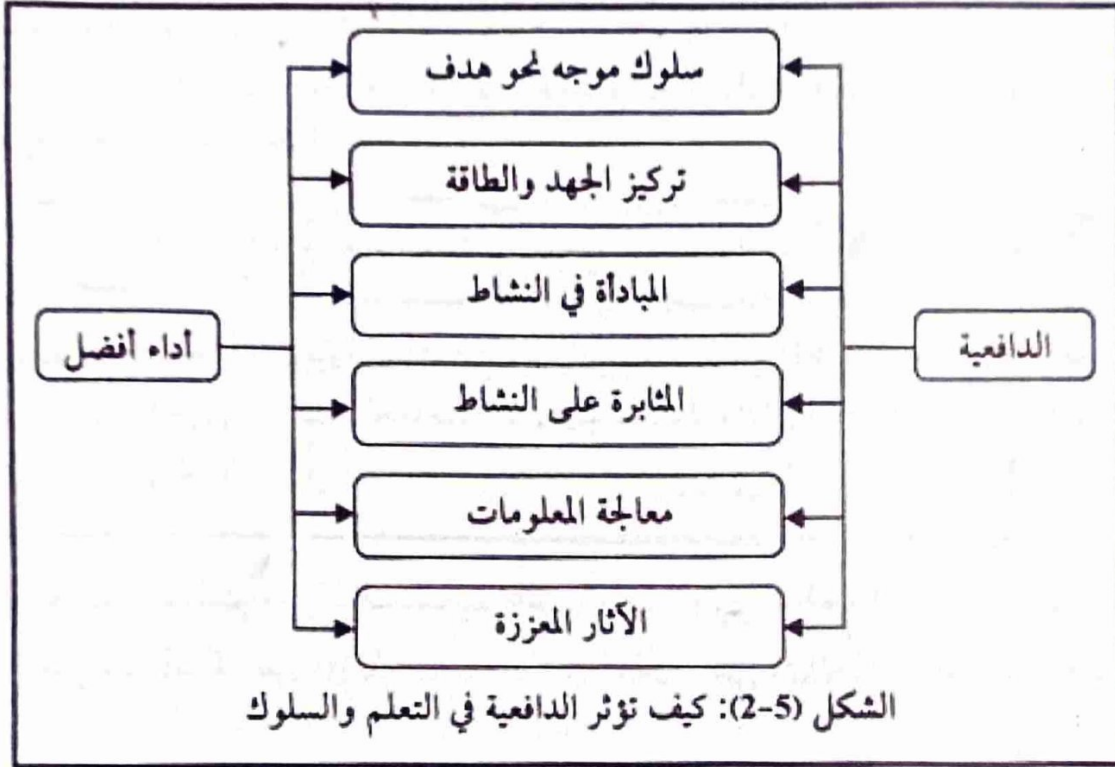 سلوك موجه نحو هدف
تركيز الجهد والطاقة
المبادأة في النشاط
الدافعية
أداء أفضل
المثابرة على النشاط
معالجة المعلومات
الآثار المعززة
الشكل (5-2): كيف تؤثر الدافعية في التعلم والسلوك